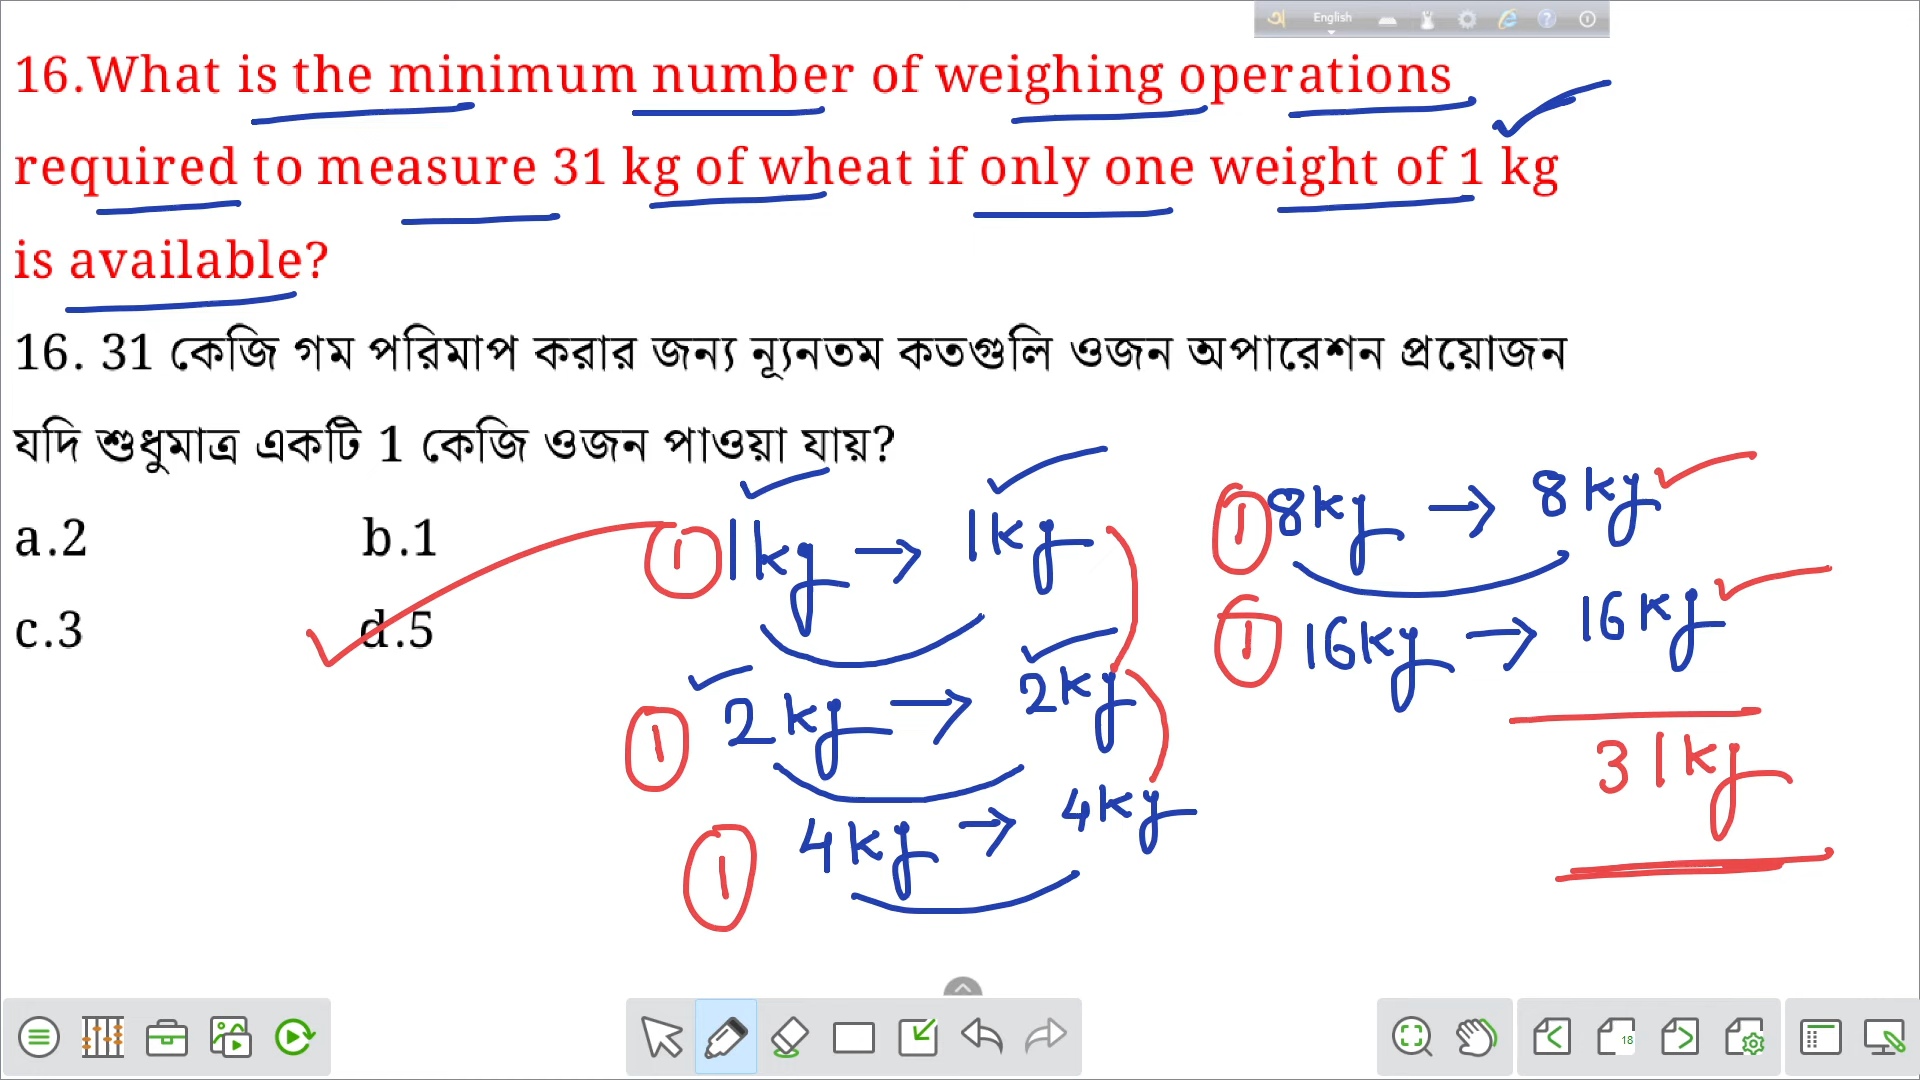 English
16.What is the minimum number of weighing operations
required to measure 31 kg of wheat if only one weight of 1 kg
is available?
16. 31 কেজি গম পরিমাপ করার জন্য ন্যূনতম কতগুলি ওজন অপারেশন প্রয়োজন
যদি শুধুমাত্র একটি 1 কেজি ওজন পাওয়া যায়?
a.2 b.1
c.3 d.5
1 1kg → 1kg
1 2kg → 2kg
1 4kg → 4kg
1 8kg → 8kg
1 16kg → 16kg
31kg
18